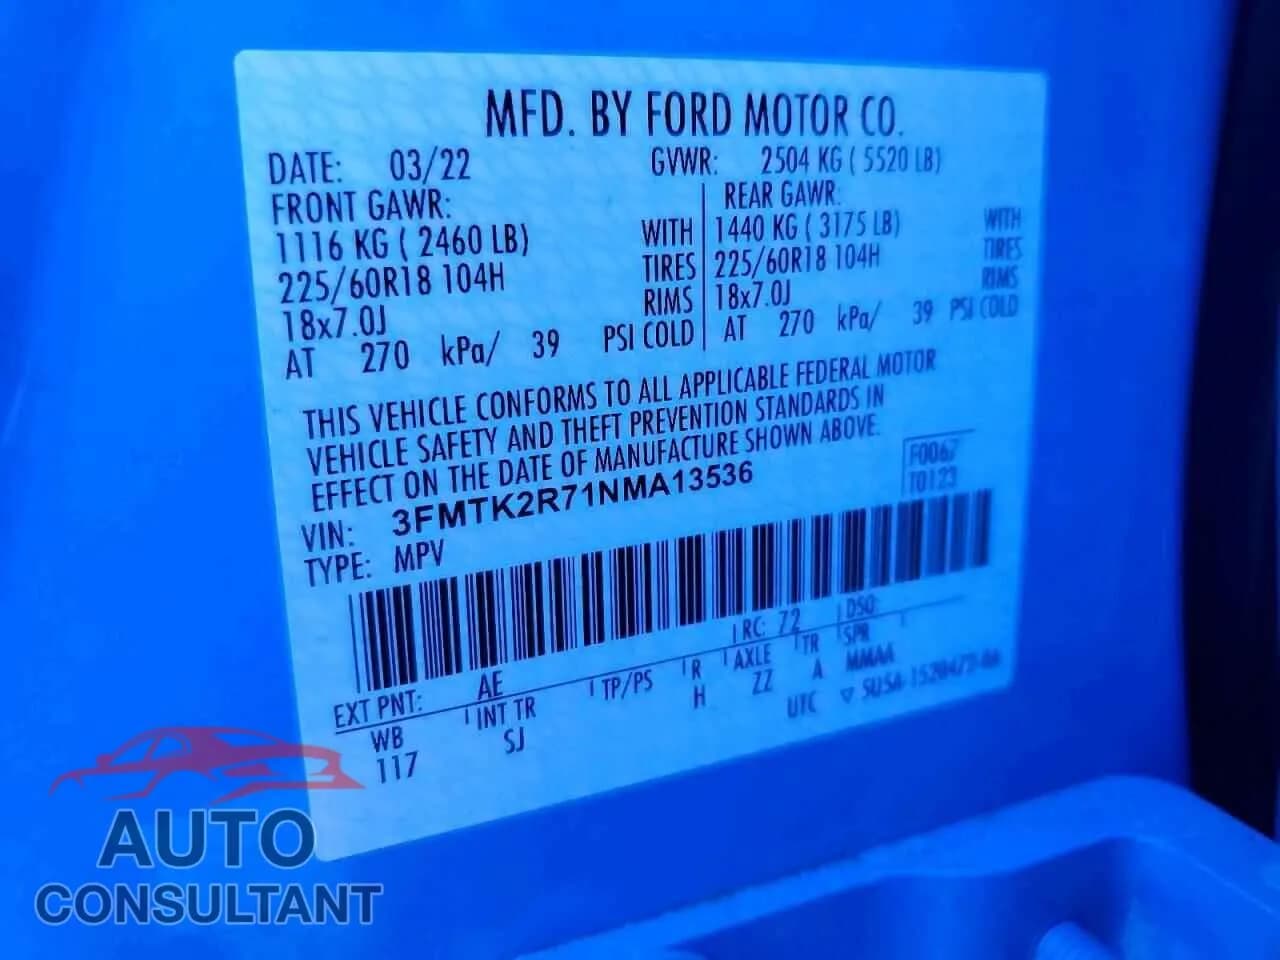 MFD. BY FORD MOTOR CO.
DATE: 03/22 GVWR: 2504 KG ( 5520 LB)
FRONT GAWR: REAR GAWR:
1116 KG ( 2460 LB) WITH 1440 KG ( 3175 LB) WITH
225/60R18 104H TIRES 225/60R18 104H TIRES
18x7.0J RIMS 18x7.0J RIMS
AT 270 kPa/ 39 PSI COLD AT 270 kPa/ 39 PSI COLD
THIS VEHICLE CONFORMS TO ALL APPLICABLE FEDERAL MOTOR
VEHICLE SAFETY AND THEFT PREVENTION STANDARDS IN
EFFECT ON THE DATE OF MANUFACTURE SHOWN ABOVE.
VIN: 3FMTK2R71NMA13536 F0067
TYPE: MPV T0123
RC: 72 DSO:
EXT PNT: AE
WB INT TR TP/PS R AXLE TR SPR
117 SJ H ZZ A MMAA
UTC
AUTO
CONSULTANT